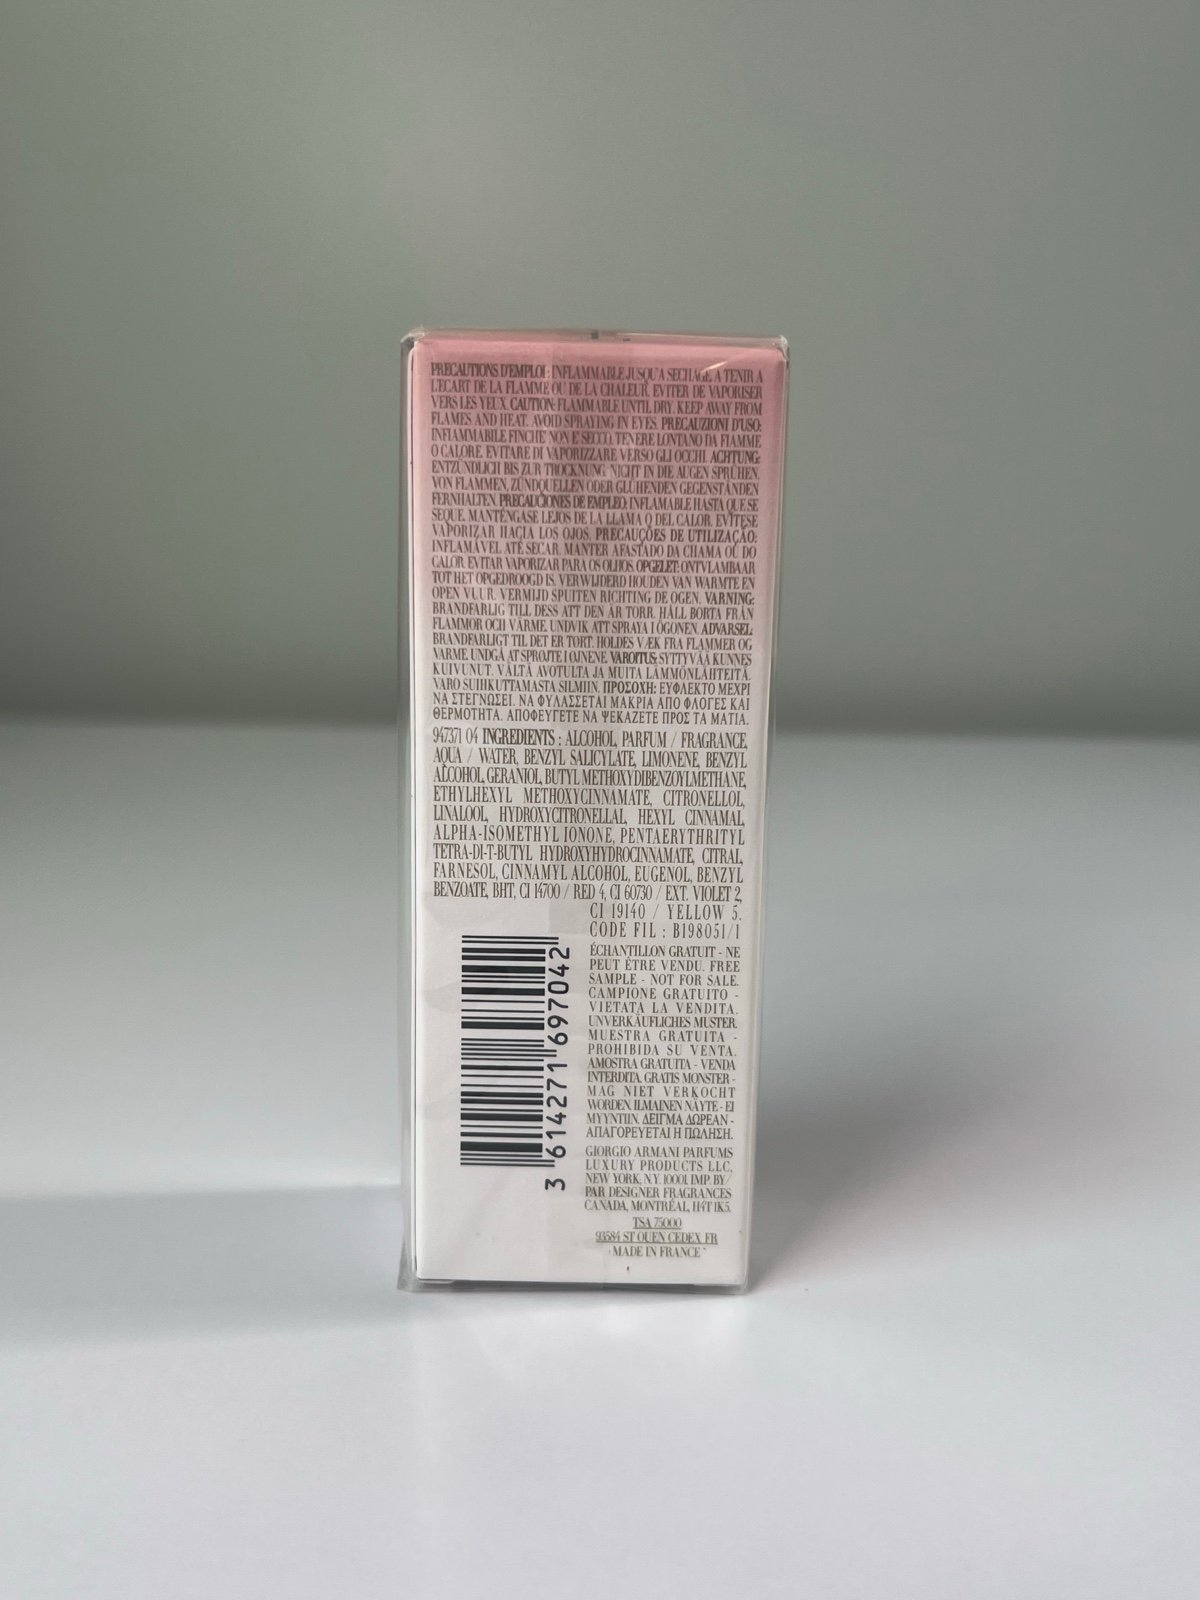 PRECAUTIONS D'EMPLOI: INFLAMMABLE JUSQU'A SECHAGE. A TENIR A
L'ECART DE LA FLAMME OU DE LA CHALEUR. EVITER DE VAPORISER
VERS LES YEUX. CAUTION: FLAMMABLE UNTIL DRY. KEEP AWAY FROM
FLAMES AND HEAT. AVOID SPRAYING IN EYES. PRECAUZIONI D'USO:
INFIAMMABILE FINCHE' NON E' SECCO. TENERE LONTANO DA FIAMME
O CALORE. EVITARE DI VAPORIZZARE VERSO GLI OCCHI. ACHTUNG:
ENTZÜNDLICH BIS ZUR TROCKNUNG. NICHT IN DIE AUGEN SPRÜHEN.
VON FLAMMEN, ZÜNDQUELLEN ODER GLÜHENDEN GEGENSTÄNDEN
FERNHALTEN. PRECAUCIONES DE EMPLEO: INFLAMABLE HASTA QUE SE
SEQUE. MANTÉNGASE LEJOS DE LA LLAMA O DEL CALOR. EVÍTESE
VAPORIZAR HACIA LOS OJOS. PRECAUÇÕES DE UTILIZAÇÃO:
INFLAMÁVEL ATÉ SECAR. MANTER AFASTADO DA CHAMA OU DO
CALOR. EVITAR VAPORIZAR PARA OS OLHOS. OPGELET: ONTVLAMBAAR
TOT HET OPGEDROOGD IS. VERWIJDERD HOUDEN VAN WARMTE EN
OPEN VUUR. VERMIJD SPUITEN RICHTING DE OGEN. VARNING:
BRANDFARLIG TILL DESS ATT DEN ÄR TORR. HÅLL BORTA FRÅN
FLAMMOR OCH VÄRME. UNDVIK ATT SPRAYA I ÖGONEN. ADVARSEL:
BRANDFARLIGT TIL DET ER TØRT. HOLDES VÆK FRA FLAMMER OG
VARME. UNDGÅ AT SPRØJTE I ØJNENE. VAROITUS: SYTTYVÄÄ KUNNES
KUIVUNUT. VÄLTÄ AVOTULTA JA MUITA LÄMMÖNLÄHTEITÄ.
VARO SUIHKUTTAMASTA SILMIIN. ΠΡΟΣΟΧΗ: ΕΥΦΛΕΚΤΟ ΜΕΧΡΙ
ΝΑ ΣΤΕΓΝΩΣΕΙ. ΝΑ ΦΥΛΑΣΣΕΤΑΙ ΜΑΚΡΙΑ ΑΠΟ ΦΛΟΓΕΣ ΚΑΙ
ΘΕΡΜΟΤΗΤΑ. ΑΠΟΦΕΥΓΕΤΕ ΝΑ ΨΕΚΑΖΕΤΕ ΠΡΟΣ ΤΑ ΜΑΤΙΑ.
947371 04 INGREDIENTS : ALCOHOL, PARFUM / FRAGRANCE,
AQUA / WATER, BENZYL SALICYLATE, LIMONENE, BENZYL
ALCOHOL, GERANIOL, BUTYL METHOXYDIBENZOYLMETHANE,
ETHYLHEXYL METHOXYCINNAMATE, CITRONELLOL,
LINALOOL, HYDROXYCITRONELLAL, HEXYL CINNAMAL,
ALPHA-ISOMETHYL IONONE, PENTAERYTHRITYL
TETRA-DI-T-BUTYL HYDROXYHYDROCINNAMATE, CITRAL,
FARNESOL, CINNAMYL ALCOHOL, EUGENOL, BENZYL
BENZOATE, BHT, CI 14700 / RED 4, CI 60730 / EXT. VIOLET 2,
CI 19140 / YELLOW 5.
CODE FIL : B198051/1
ÉCHANTILLON GRATUIT - NE
PEUT ÊTRE VENDU. FREE
SAMPLE - NOT FOR SALE.
CAMPIONE GRATUITO -
VIETATA LA VENDITA.
UNVERKÄUFLICHES MUSTER.
MUESTRA GRATUITA -
PROHIBIDA SU VENTA.
AMOSTRA GRATUITA - VENDA
INTERDITA. GRATIS MONSTER -
MAG NIET VERKOCHT
WORDEN. ILMAINEN NÄYTE - EI
MYYNTIIN. ΔΕΙΓΜΑ ΔΩΡΕΑΝ -
ΑΠΑΓΟΡΕΥΕΤΑΙ Η ΠΩΛΗΣΗ.
GIORGIO ARMANI PARFUMS
LUXURY PRODUCTS LLC,
NEW YORK, N.Y. 10001. IMP. BY/
PAR DESIGNER FRAGRANCES
CANADA, MONTRÉAL, H4T 1K5.
TSA 75000
93584 ST OUEN CEDEX FR
MADE IN FRANCE
3 614271 697042